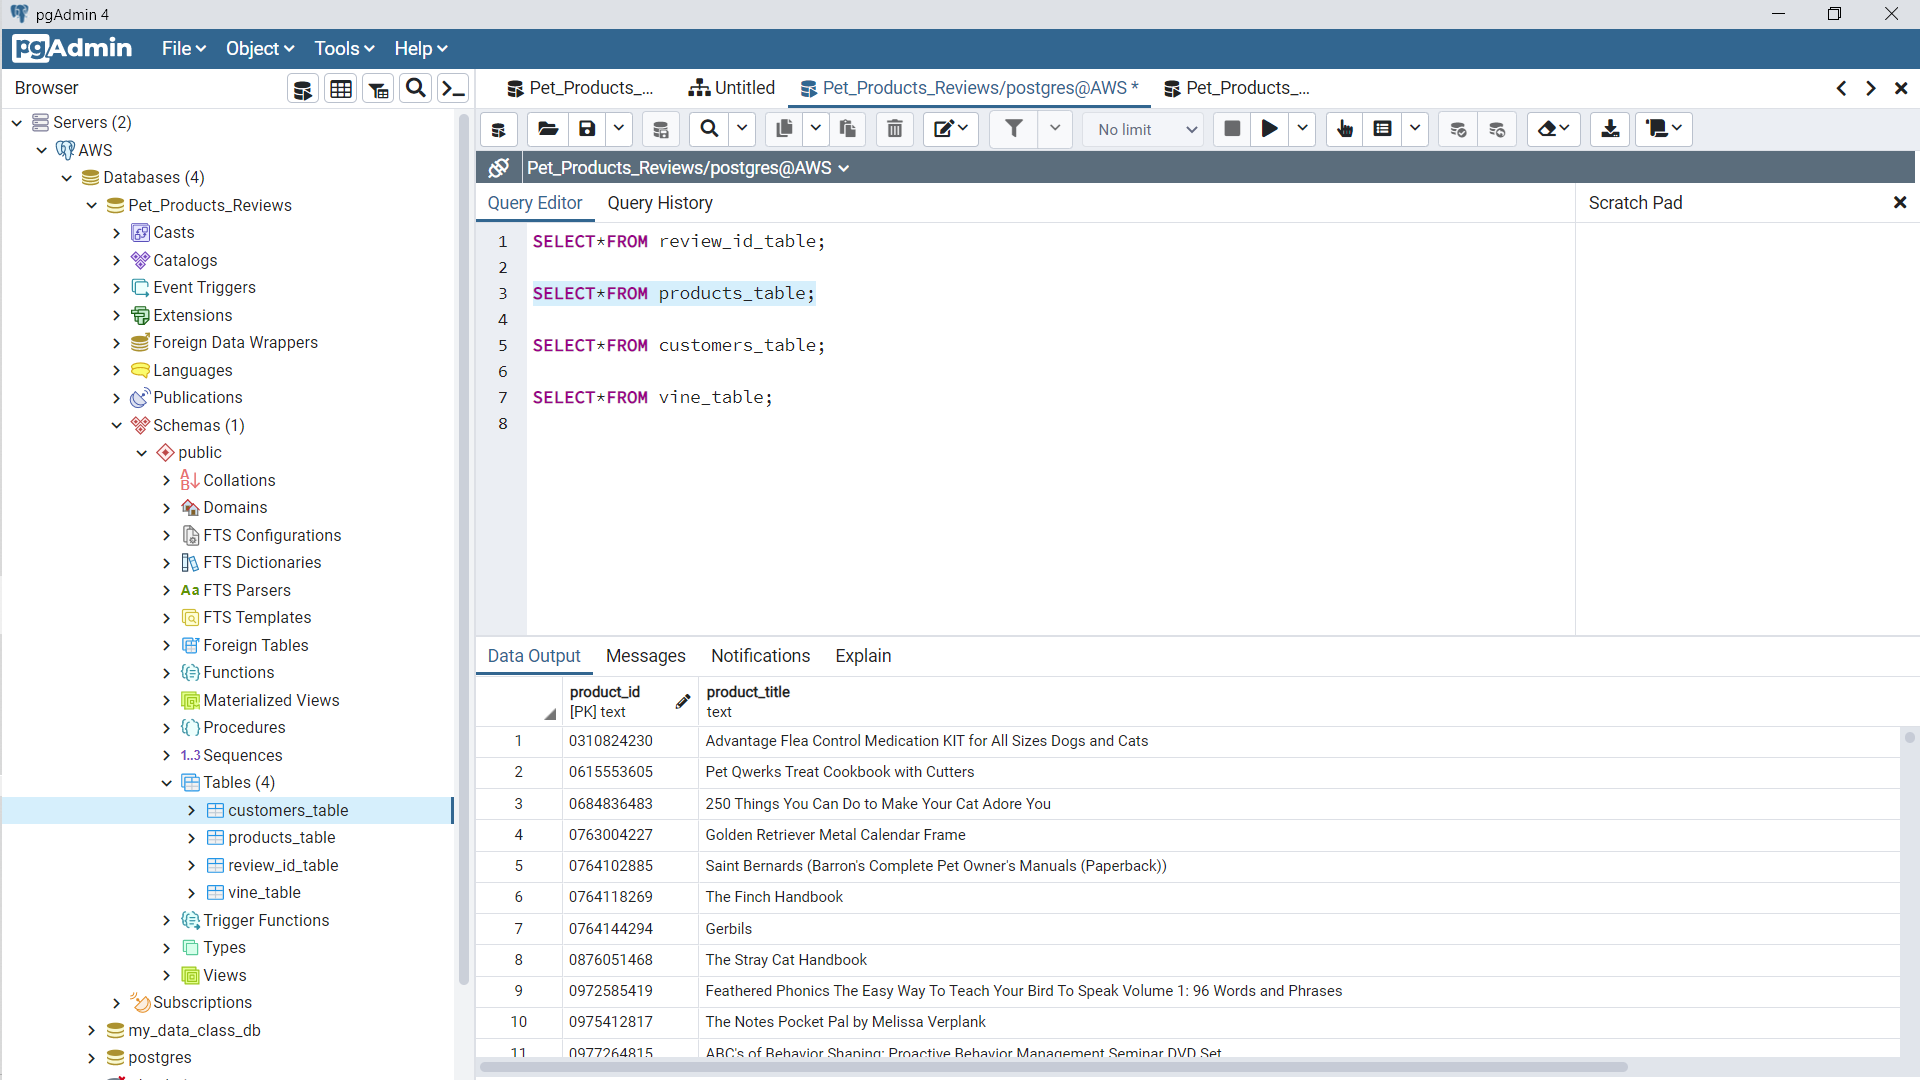 pgAdmin 4
pgAdmin File Object Tools Help
Browser
Pet_Products_... Untitled Pet_Products_Reviews/postgres@AWS * Pet_Products_...
No limit
Pet_Products_Reviews/postgres@AWS
Servers (2)
AWS
Databases (4)
Pet_Products_Reviews
Casts
Catalogs
Event Triggers
Extensions
Foreign Data Wrappers
Languages
Publications
Schemas (1)
public
Collations
Domains
FTS Configurations
FTS Dictionaries
Aa FTS Parsers
FTS Templates
Foreign Tables
Functions
Materialized Views
Procedures
1..3 Sequences
Tables (4)
customers_table
products_table
review_id_table
vine_table
Trigger Functions
Types
Views
Subscriptions
my_data_class_db
postgres
Query Editor Query History
Scratch Pad
1 SELECT*FROM review_id_table;
2
3 SELECT*FROM products_table;
4
5 SELECT*FROM customers_table;
6
7 SELECT*FROM vine_table;
8
Data Output Messages Notifications Explain
product_id product_title
[PK] text text
1 0310824230 Advantage Flea Control Medication KIT for All Sizes Dogs and Cats
2 0615553605 Pet Qwerks Treat Cookbook with Cutters
3 0684836483 250 Things You Can Do to Make Your Cat Adore You
4 0763004227 Golden Retriever Metal Calendar Frame
5 0764102885 Saint Bernards (Barron's Complete Pet Owner's Manuals (Paperback))
6 0764118269 The Finch Handbook
7 0764144294 Gerbils
8 0876051468 The Stray Cat Handbook
9 0972585419 Feathered Phonics The Easy Way To Teach Your Bird To Speak Volume 1: 96 Words and Phrases
10 0975412817 The Notes Pocket Pal by Melissa Verplank
11 0977264815 ABC's of Behavior Shaping: Proactive Behavior Management Seminar DVD Set